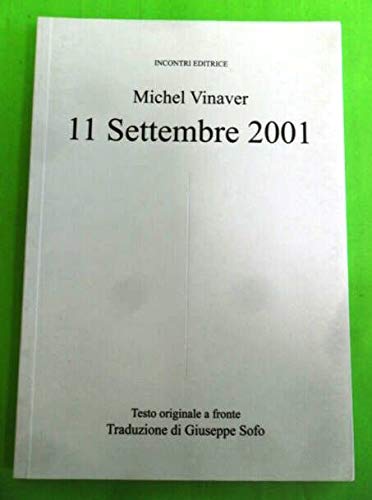 INCONTRI EDITRICE
Michel Vinaver
11 Settembre 2001
Testo originale a fronte
Traduzione di Giuseppe Sofo